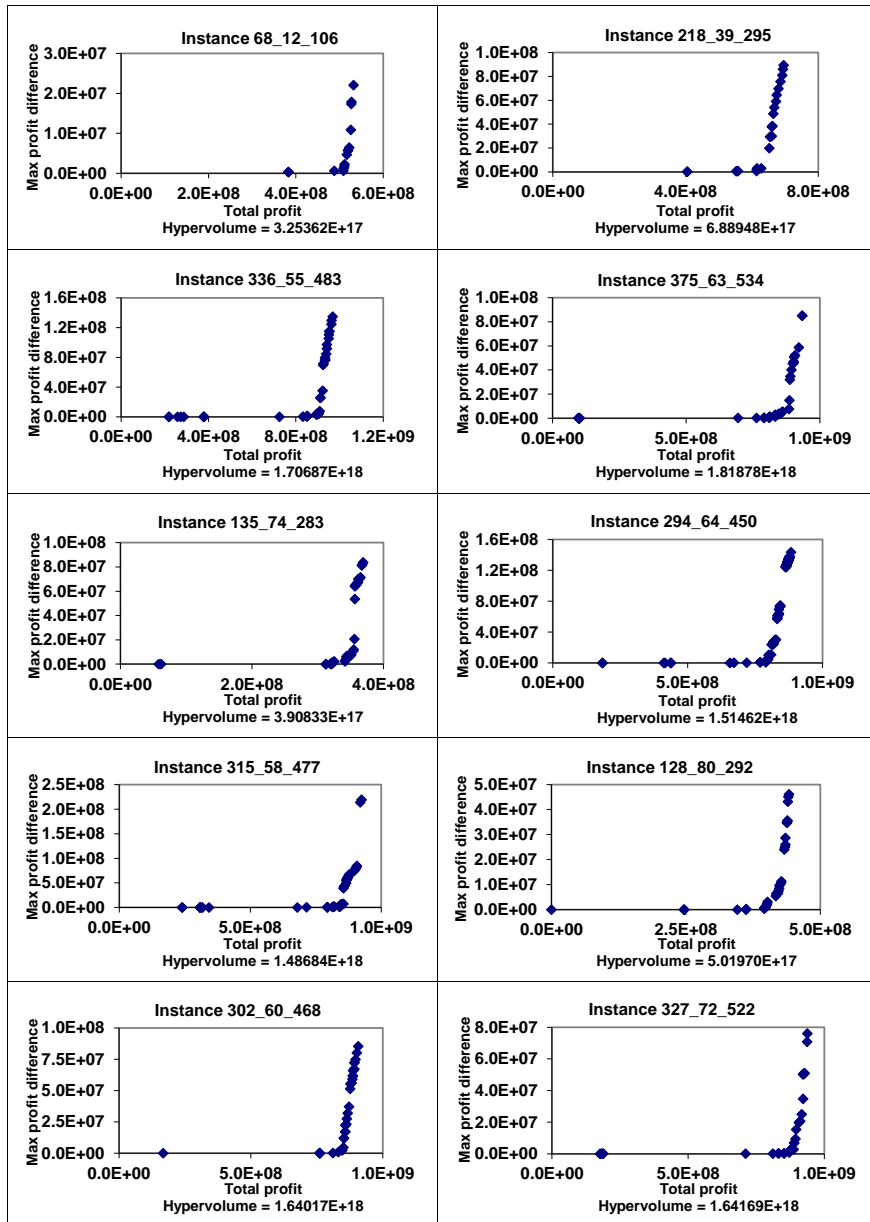 Instance 68_12_106
Max profit difference
3.0E+07
2.0E+07
1.0E+07
0.0E+00
0.0E+00 2.0E+08 4.0E+08 6.0E+08
Total profit
Hypervolume = 3.25362E+17
Instance 218_39_295
Max profit difference
1.0E+08
8.0E+07
6.0E+07
4.0E+07
2.0E+07
0.0E+00
0.0E+00 4.0E+08 8.0E+08
Total profit
Hypervolume = 6.88948E+17
Instance 336_55_483
Max profit difference
1.6E+08
1.2E+08
8.0E+07
4.0E+07
0.0E+00
0.0E+00 4.0E+08 8.0E+08 1.2E+09
Total profit
Hypervolume = 1.70687E+18
Instance 375_63_534
Max profit difference
1.0E+08
8.0E+07
6.0E+07
4.0E+07
2.0E+07
0.0E+00
0.0E+00 5.0E+08 1.0E+09
Total profit
Hypervolume = 1.81878E+18
Instance 135_74_283
Max profit difference
1.0E+08
8.0E+07
6.0E+07
4.0E+07
2.0E+07
0.0E+00
0.0E+00 2.0E+08 4.0E+08
Total profit
Hypervolume = 3.90833E+17
Instance 294_64_450
Max profit difference
1.6E+08
1.2E+08
8.0E+07
4.0E+07
0.0E+00
0.0E+00 5.0E+08 1.0E+09
Total profit
Hypervolume = 1.51462E+18
Instance 315_58_477
Max profit difference
2.5E+08
2.0E+08
1.5E+08
1.0E+08
5.0E+07
0.0E+00
0.0E+00 5.0E+08 1.0E+09
Total profit
Hypervolume = 1.48684E+18
Instance 128_80_292
Max profit difference
5.0E+07
4.0E+07
3.0E+07
2.0E+07
1.0E+07
0.0E+00
0.0E+00 2.5E+08 5.0E+08
Total profit
Hypervolume = 5.01970E+17
Instance 302_60_468
Max profit difference
1.0E+08
7.5E+07
5.0E+07
2.5E+07
0.0E+00
0.0E+00 5.0E+08 1.0E+09
Total profit
Hypervolume = 1.64017E+18
Instance 327_72_522
Max profit difference
8.0E+07
6.0E+07
4.0E+07
2.0E+07
0.0E+00
0.0E+00 5.0E+08 1.0E+09
Total profit
Hypervolume = 1.64169E+18